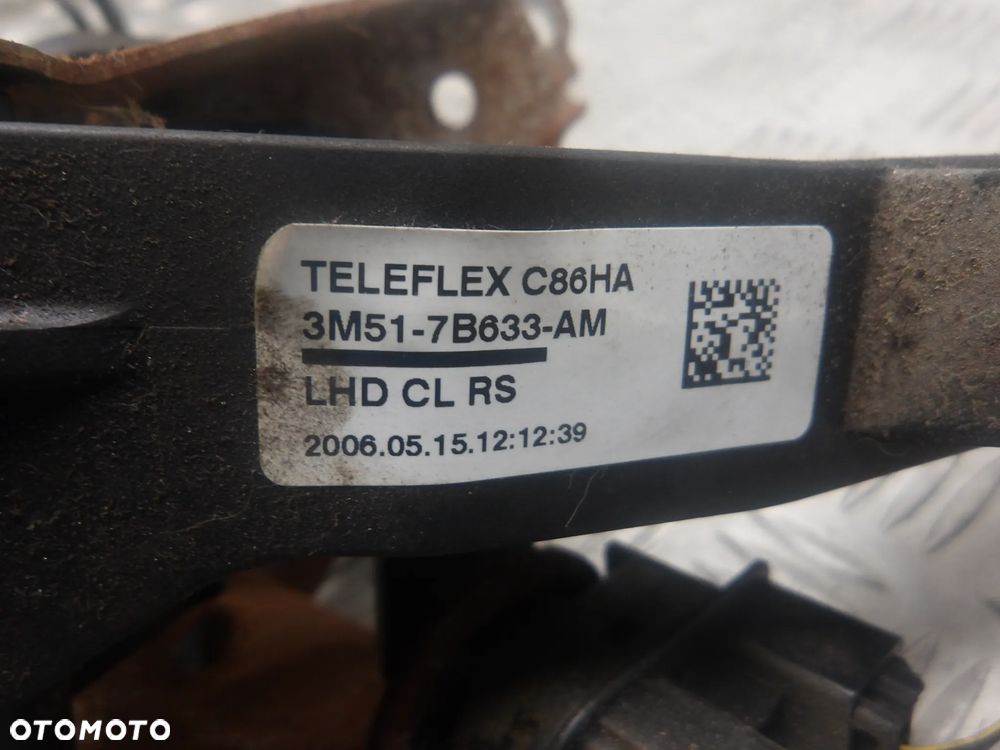 TELEFLEX C86HA
3M51-7B633-AM
LHD CL RS
2006.05.15.12:12:39
OTOMOTO